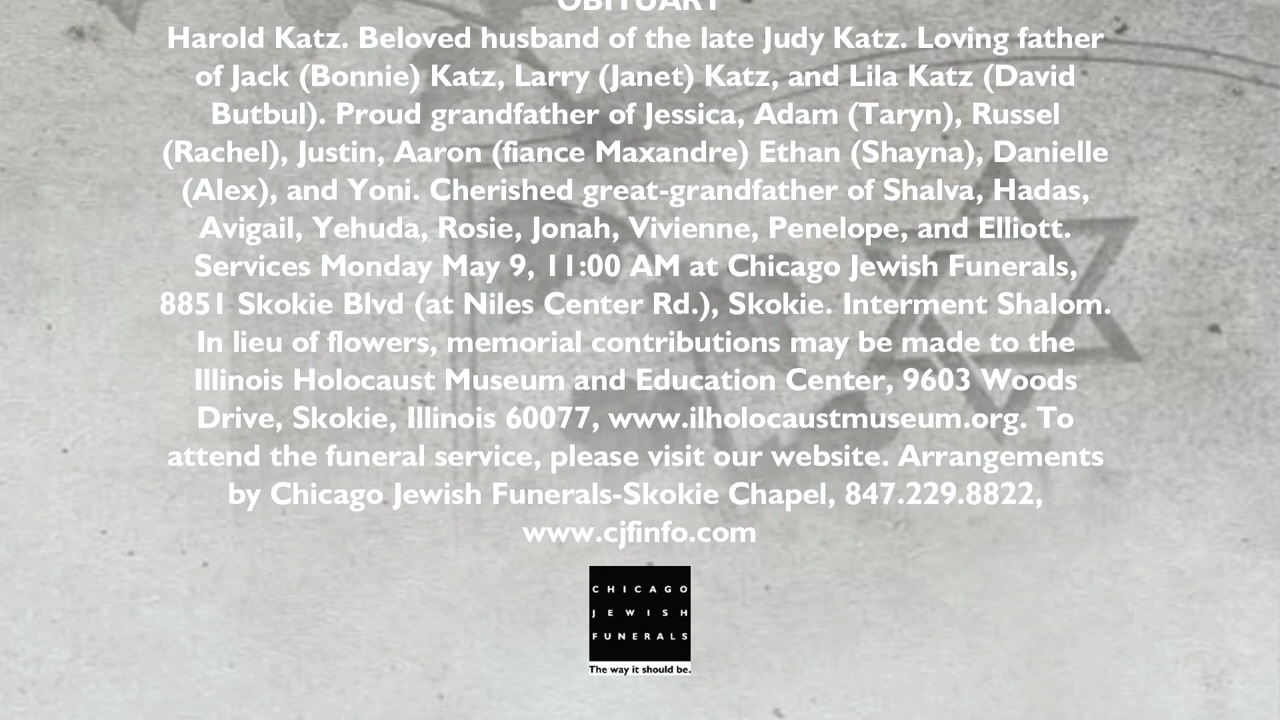 OBITUARY
Harold Katz. Beloved husband of the late Judy Katz. Loving father
of Jack (Bonnie) Katz, Larry (Janet) Katz, and Lila Katz (David
Butbul). Proud grandfather of Jessica, Adam (Taryn), Russel
(Rachel), Justin, Aaron (fiance Maxandre) Ethan (Shayna), Danielle
(Alex), and Yoni. Cherished great-grandfather of Shalva, Hadas,
Avigail, Yehuda, Rosie, Jonah, Vivienne, Penelope, and Elliott.
Services Monday May 9, 11:00 AM at Chicago Jewish Funerals,
8851 Skokie Blvd (at Niles Center Rd.), Skokie. Interment Shalom.
In lieu of flowers, memorial contributions may be made to the
Illinois Holocaust Museum and Education Center, 9603 Woods
Drive, Skokie, Illinois 60077, www.ilholocaustmuseum.org. To
attend the funeral service, please visit our website. Arrangements
by Chicago Jewish Funerals-Skokie Chapel, 847.229.8822,
www.cjfinfo.com
CHICAGO
JEWISH
FUNERALS
The way it should be.